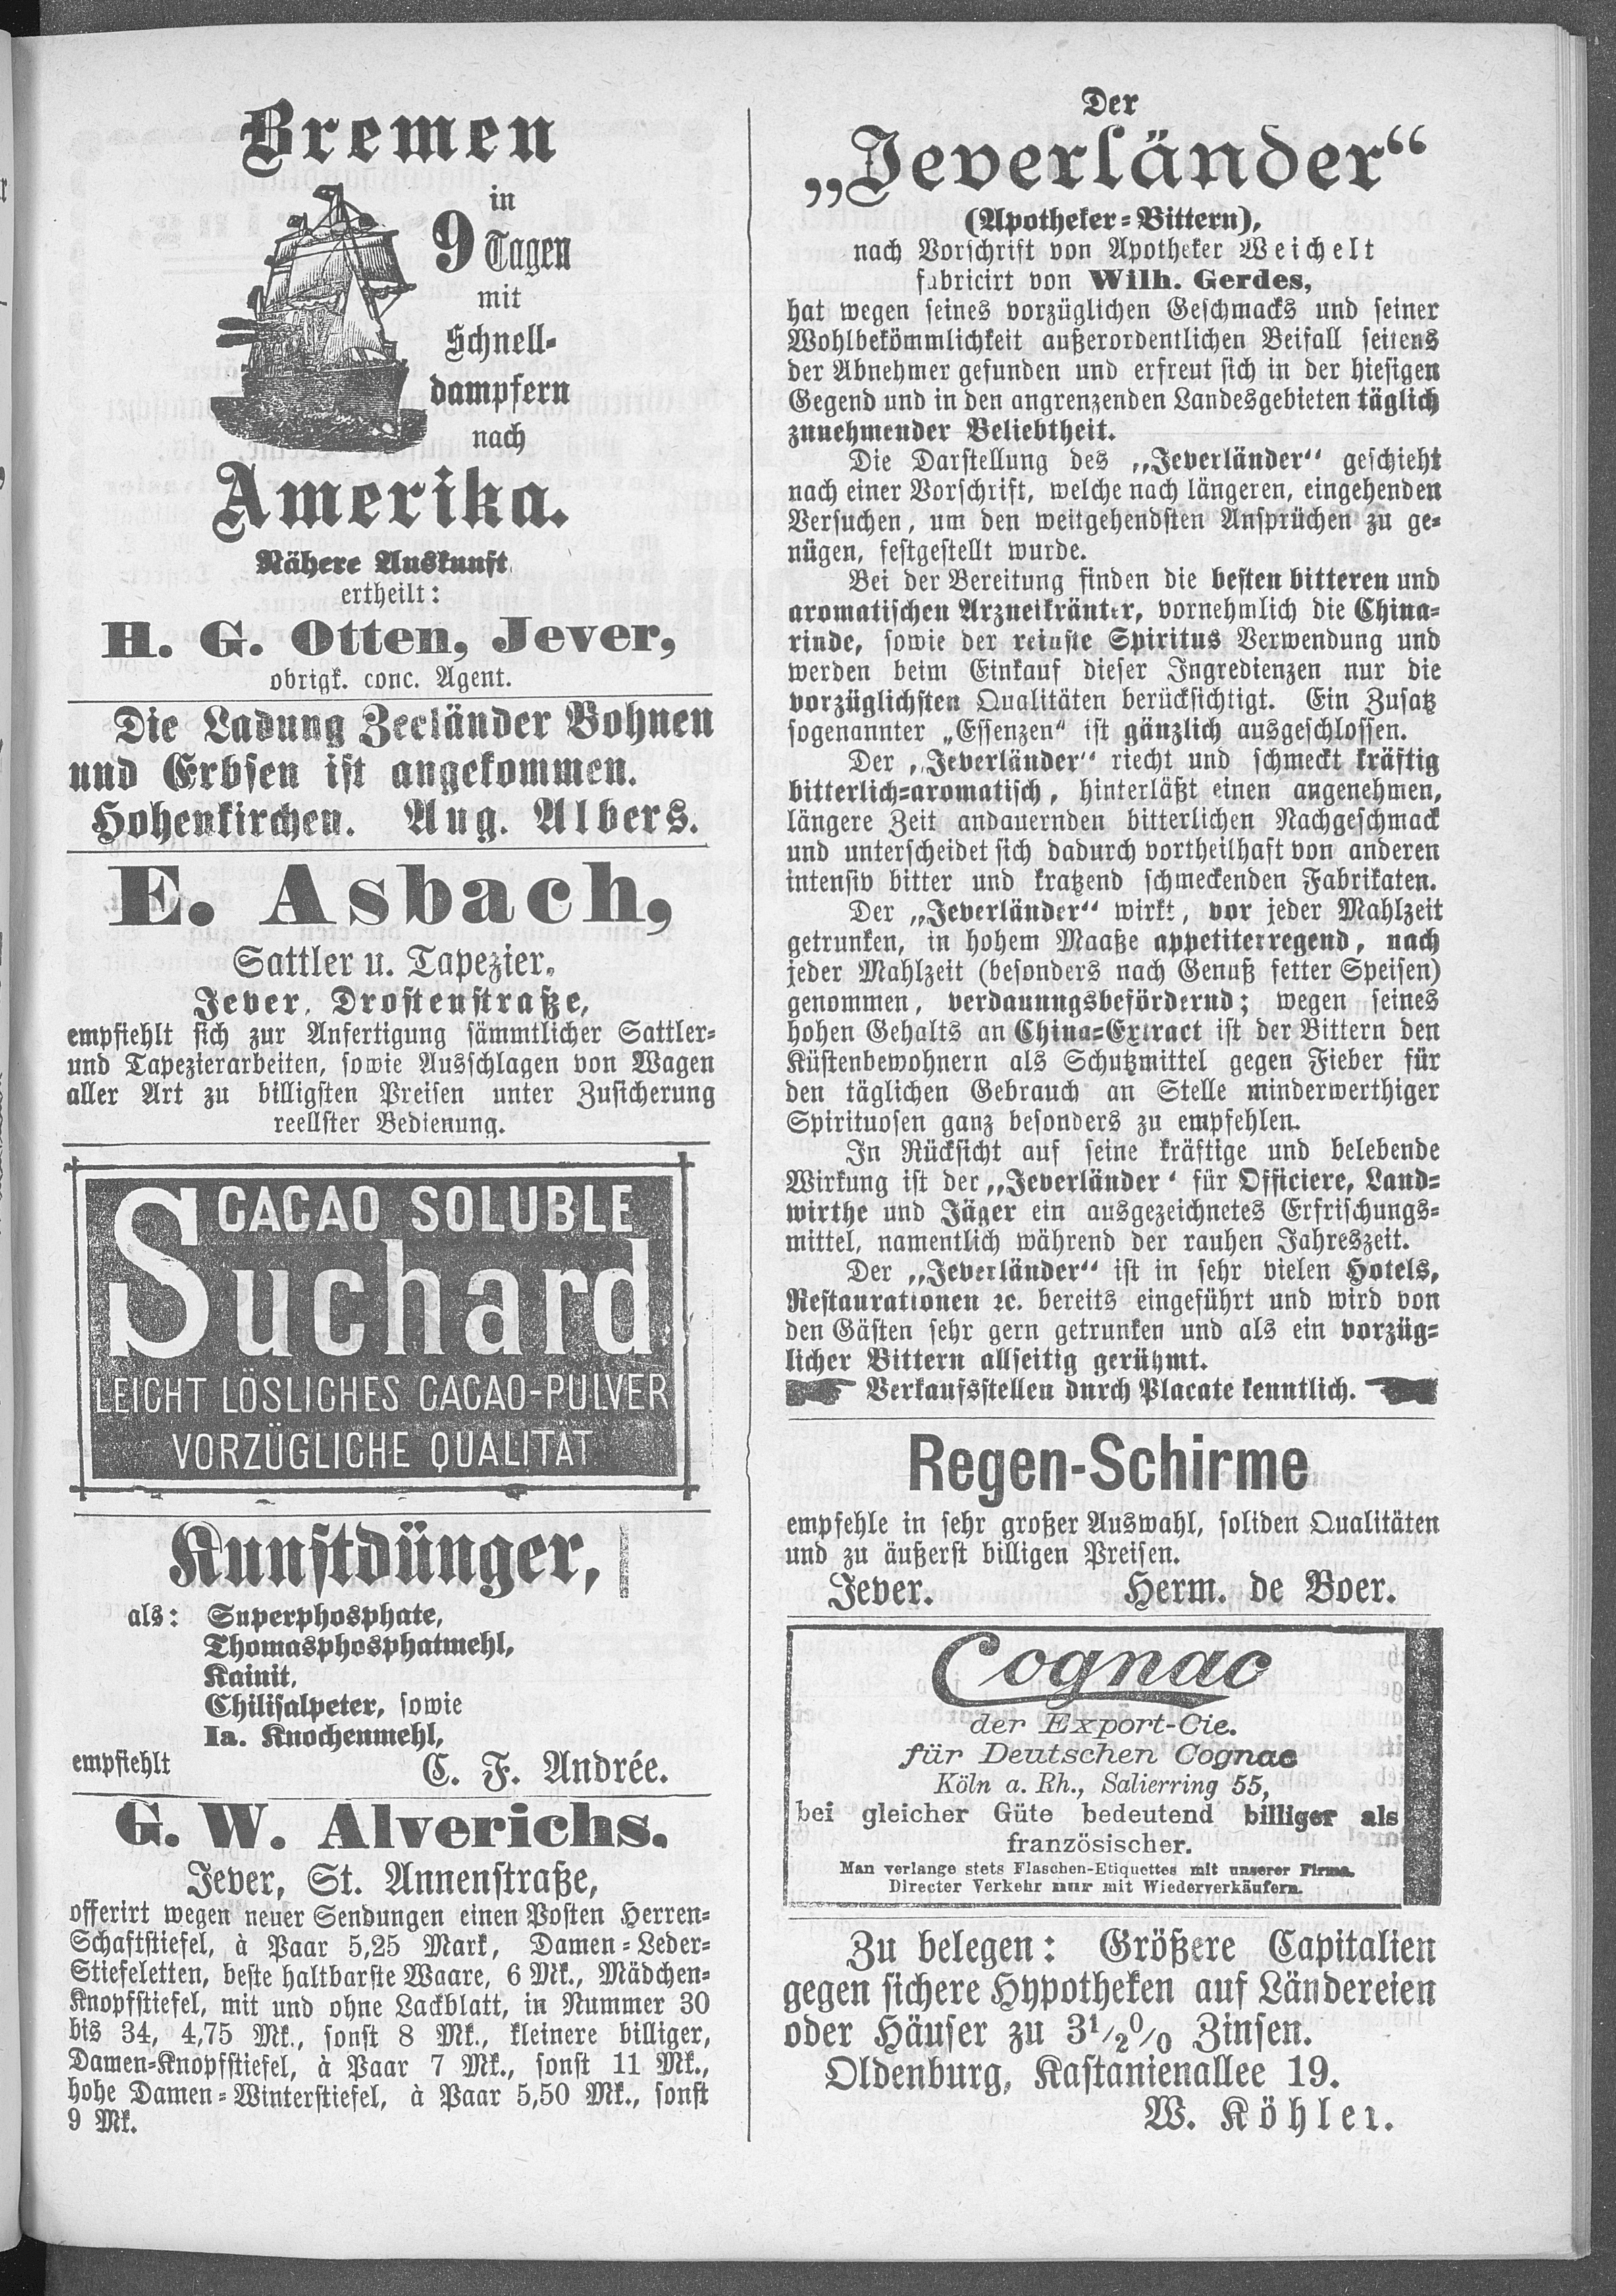 Bremen
in
9 Tagen
mit
Schnell-
dampfern
nach
Amerika.
Nähere Auskunft
ertheilt:
H. G. Otten, Jever,
obrigk. conc. Agent.
Die Ladung Zeeländer Bohnen
und Erbsen ist angekommen.
Hohenkirchen. Aug. Albers.
E. Asbach,
Sattler u. Tapezier,
Jever, Drostenstraße,
empfiehlt sich zur Anfertigung sämmtlicher Sattler-
und Tapezierarbeiten, sowie Ausschlagen von Wagen
aller Art zu billigsten Preisen unter Zusicherung
reellster Bedienung.
CACAO SOLUBLE
Suchard
LEICHT LÖSLICHES CACAO-PULVER
VORZÜGLICHE QUALITÄT
Kunstdünger,
als: Superphosphate,
Thomasphosphatmehl,
Kainit,
Chilisalpeter, sowie
Ia. Knochenmehl,
empfiehlt C. F. Andrée.
G. W. Alverichs.
Jever, St. Annenstraße,
offerirt wegen neuer Sendungen einen Posten Herren-
Schaftstiefel, à Paar 5,25 Mark, Damen-Leder-
Stiefeletten, beste haltbarste Waare, 6 Mk., Mädchen-
Knopfstiefel, mit und ohne Lackblatt, in Nummer 30
bis 34, 4,75 Mk., sonst 8 Mk., kleinere billiger,
Damen-Knopfstiefel, à Paar 7 Mk., sonst 11 Mk.,
hohe Damen-Winterstiefel, à Paar 5,50 Mk., sonst
9 Mk.
Der
„Jeverländer“
(Apotheker-Bittern),
nach Vorschrift von Apotheker Weichelt
fabricirt von Wilh. Gerdes,
hat wegen seines vorzüglichen Geschmacks und seiner
Wohlbekömmlichkeit außerordentlichen Beifall seitens
der Abnehmer gefunden und erfreut sich in der hiesigen
Gegend und in den angrenzenden Landesgebieten täglich
zunehmender Beliebtheit.
Die Darstellung des „Jeverländer“ geschieht
nach einer Vorschrift, welche nach längeren, eingehenden
Versuchen, um den weitgehendsten Ansprüchen zu ge-
nügen, festgestellt wurde.
Bei der Bereitung finden die besten bitteren und
aromatischen Arzneikräuter, vornehmlich die China-
rinde, sowie der reinste Spiritus Verwendung und
werden beim Einkauf dieser Ingredienzen nur die
vorzüglichsten Qualitäten berücksichtigt. Ein Zusatz
sogenannter „Essenzen“ ist gänzlich ausgeschlossen.
Der „Jeverländer“ riecht und schmeckt kräftig
bitterlich-aromatisch, hinterläßt einen angenehmen,
längere Zeit andauernden bitterlichen Nachgeschmack
und unterscheidet sich dadurch vortheilhaft von anderen
intensiv bitter und kratzend schmeckenden Fabrikaten.
Der „Jeverländer“ wirkt, vor jeder Mahlzeit
getrunken, in hohem Maaße appetiterregend, nach
jeder Mahlzeit (besonders nach Genuß fetter Speisen)
genommen, verdauungsbefördernd; wegen seines
hohen Gehalts an China-Extract ist der Bittern den
Küstenbewohnern als Schutzmittel gegen Fieber für
den täglichen Gebrauch an Stelle minderwerthiger
Spirituosen ganz besonders zu empfehlen.
In Rücksicht auf seine kräftige und belebende
Wirkung ist der „Jeverländer“ für Officiere, Land-
wirthe und Jäger ein ausgezeichnetes Erfrischungs-
mittel, namentlich während der rauhen Jahreszeit.
Der „Jeverländer“ ist in sehr vielen Hotels,
Restaurationen ꝛc. bereits eingeführt und wird von
den Gästen sehr gern getrunken und als ein vorzüg-
licher Bittern allseitig gerühmt.
Verkaufsstellen durch Placate kenntlich.
Regen-Schirme
empfehle in sehr großer Auswahl, soliden Qualitäten
und zu äußerst billigen Preisen.
Jever. Herm. de Boer.
Cognac
der Export-Cie.
für Deutschen Cognac
Köln a. Rh., Salierring 55,
bei gleicher Güte bedeutend billiger als
französischer.
Man verlange stets Flaschen-Etiquettes mit unserer Firma.
Directer Verkehr nur mit Wiederverkäufern.
Zu belegen: Größere Capitalien
gegen sichere Hypotheken auf Ländereien
oder Häuser zu 3½% Zinsen.
Oldenburg, Kastanienallee 19.
W. Köhler.